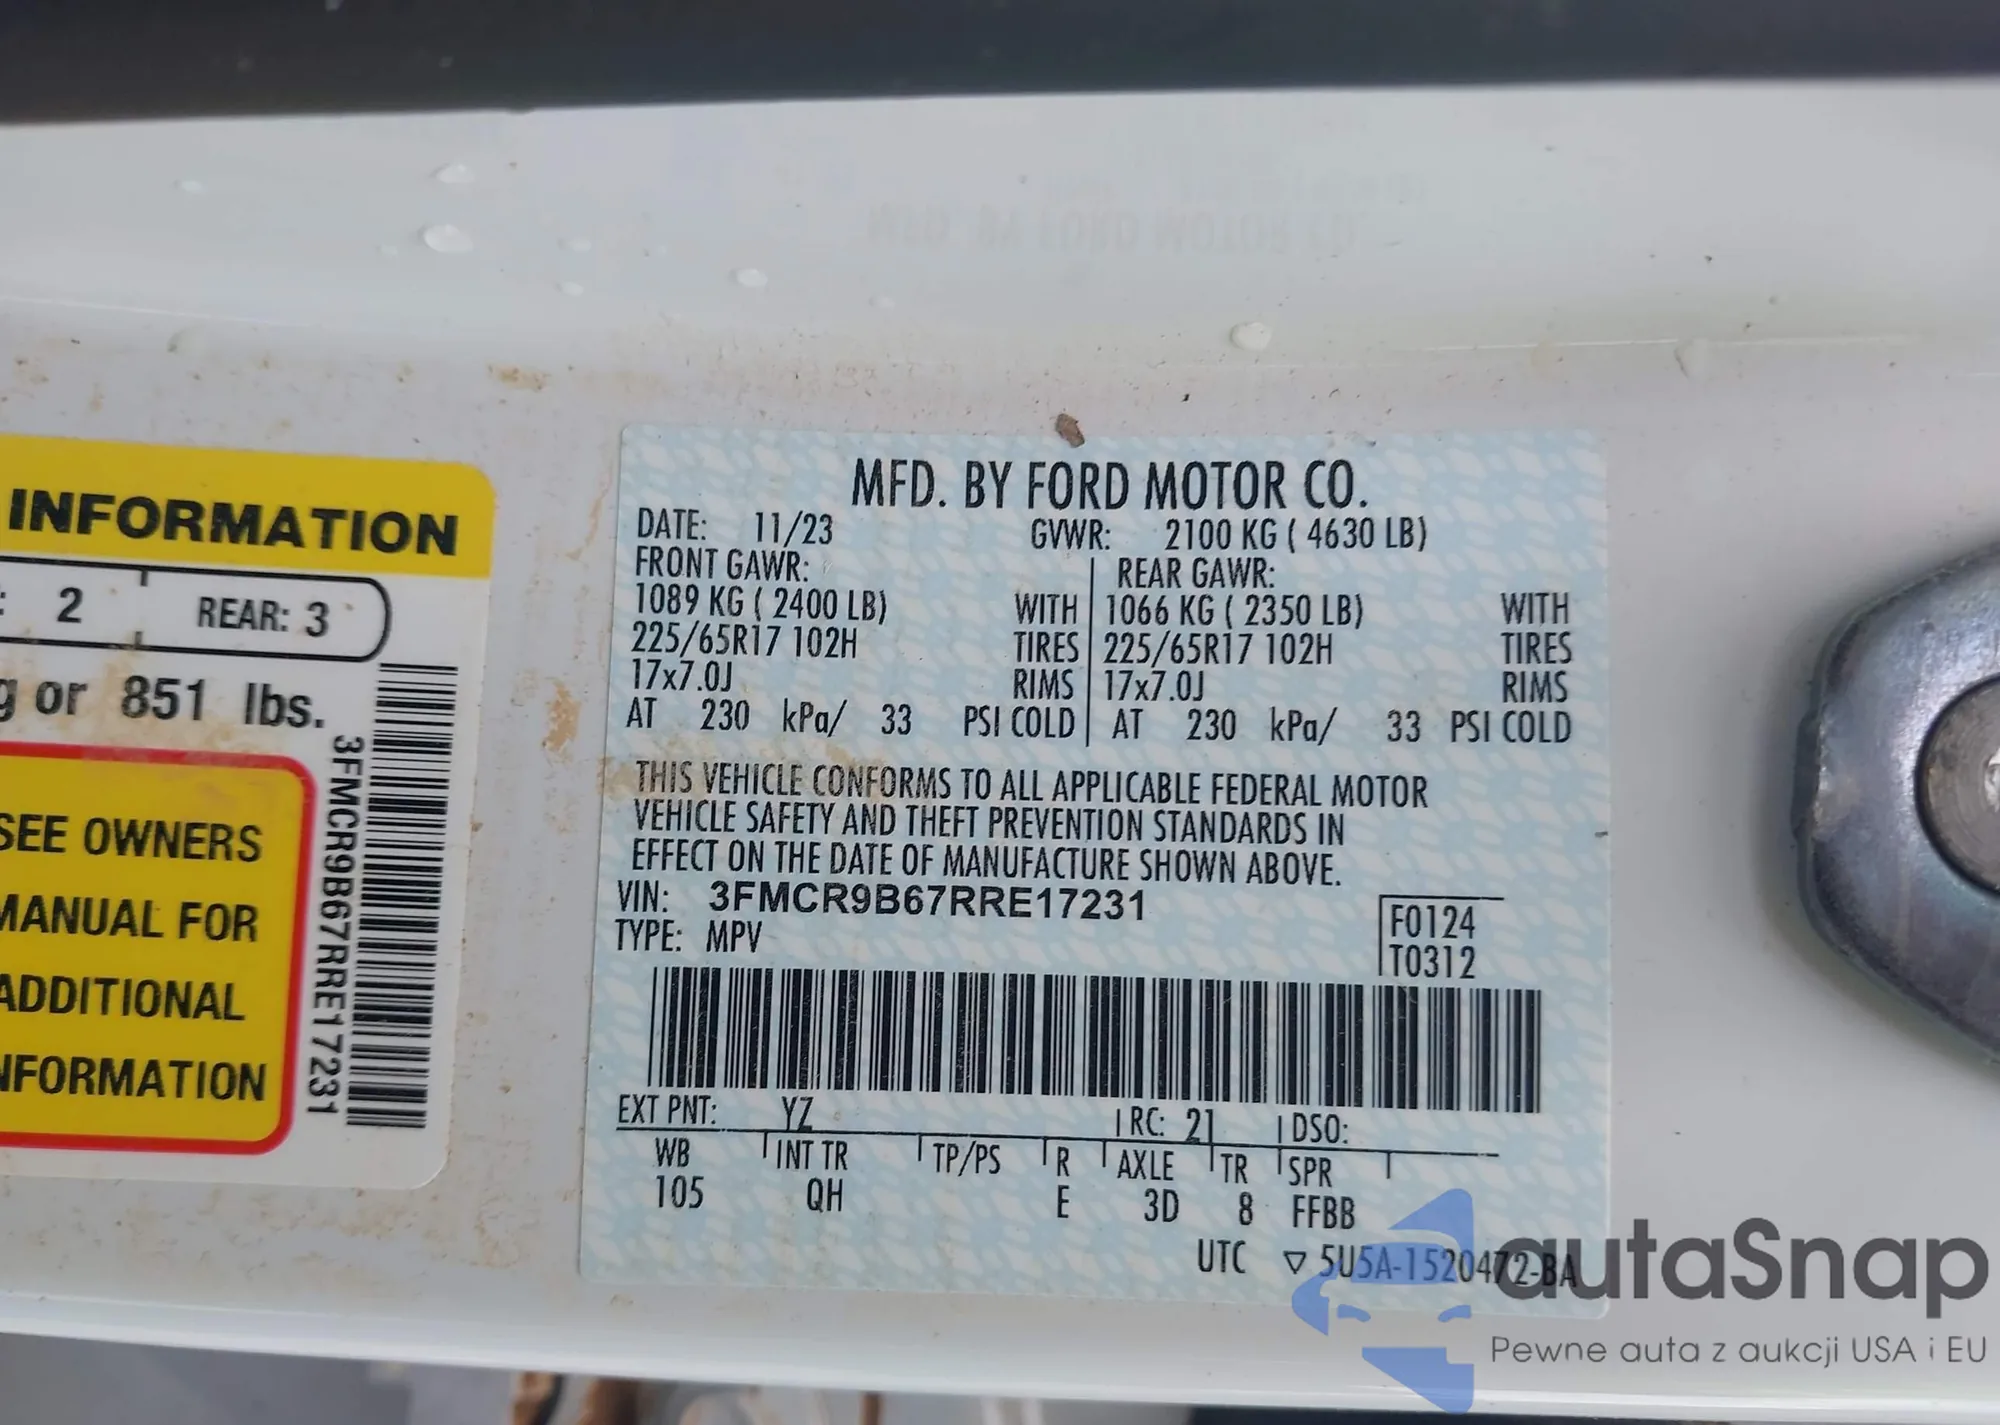 INFORMATION
: 2 REAR: 3
g or 851 lbs.
SEE OWNERS
MANUAL FOR
ADDITIONAL
INFORMATION
3FMCR9B67RRE17231
MFD. BY FORD MOTOR CO.
DATE: 11/23 GVWR: 2100 KG ( 4630 LB)
FRONT GAWR: REAR GAWR:
1089 KG ( 2400 LB) WITH 1066 KG ( 2350 LB) WITH
225/65R17 102H TIRES 225/65R17 102H TIRES
17x7.0J RIMS 17x7.0J RIMS
AT 230 kPa/ 33 PSI COLD AT 230 kPa/ 33 PSI COLD
THIS VEHICLE CONFORMS TO ALL APPLICABLE FEDERAL MOTOR
VEHICLE SAFETY AND THEFT PREVENTION STANDARDS IN
EFFECT ON THE DATE OF MANUFACTURE SHOWN ABOVE.
VIN: 3FMCR9B67RRE17231
TYPE: MPV
F0124
T0312
EXT PNT: YZ RC: 21 DSO:
WB INT TR TP/PS R AXLE TR SPR
105 QH E 3D 8 FFBB
UTC ▽ 5U5A-1520472-BA
autaSnap
Pewne auta z aukcji USA i EU